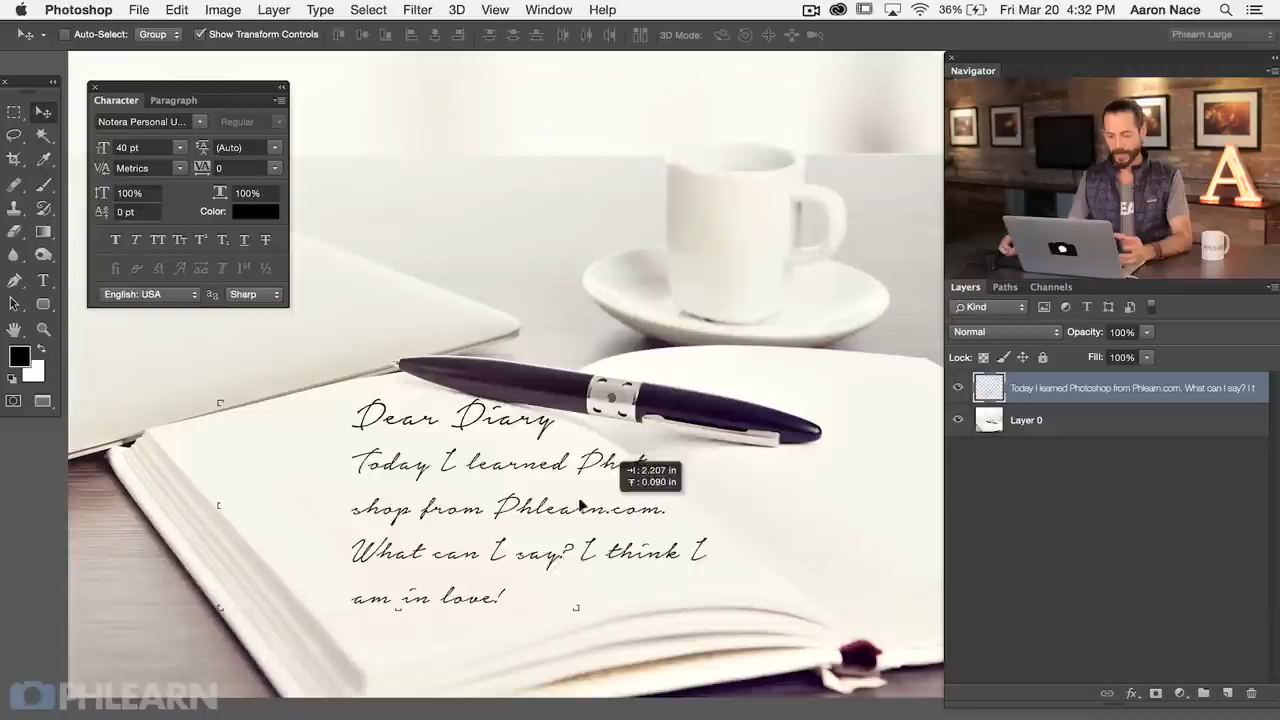 Photoshop File Edit Image Layer Type Select Filter 3D View Window Help 36% Fri Mar 20 4:32 PM Aaron Nace
Auto-Select: Group Show Transform Controls 3D Mode: Phlearn Large
Character Paragraph
Notera Personal U... Regular
40 pt (Auto)
Metrics 0
100% 100%
0 pt Color:
English: USA Sharp
Dear Diary
Today I learned Phot
shop from Phlearn.com.
What can I say? I think I
am in love!
2.207 in
0.090 in
Navigator
A
Layers Paths Channels
Kind
Normal Opacity: 100%
Lock: Fill: 100%
Today I learned Photoshop from Phlearn.com. What can I say? I t
Layer 0
PHLEARN